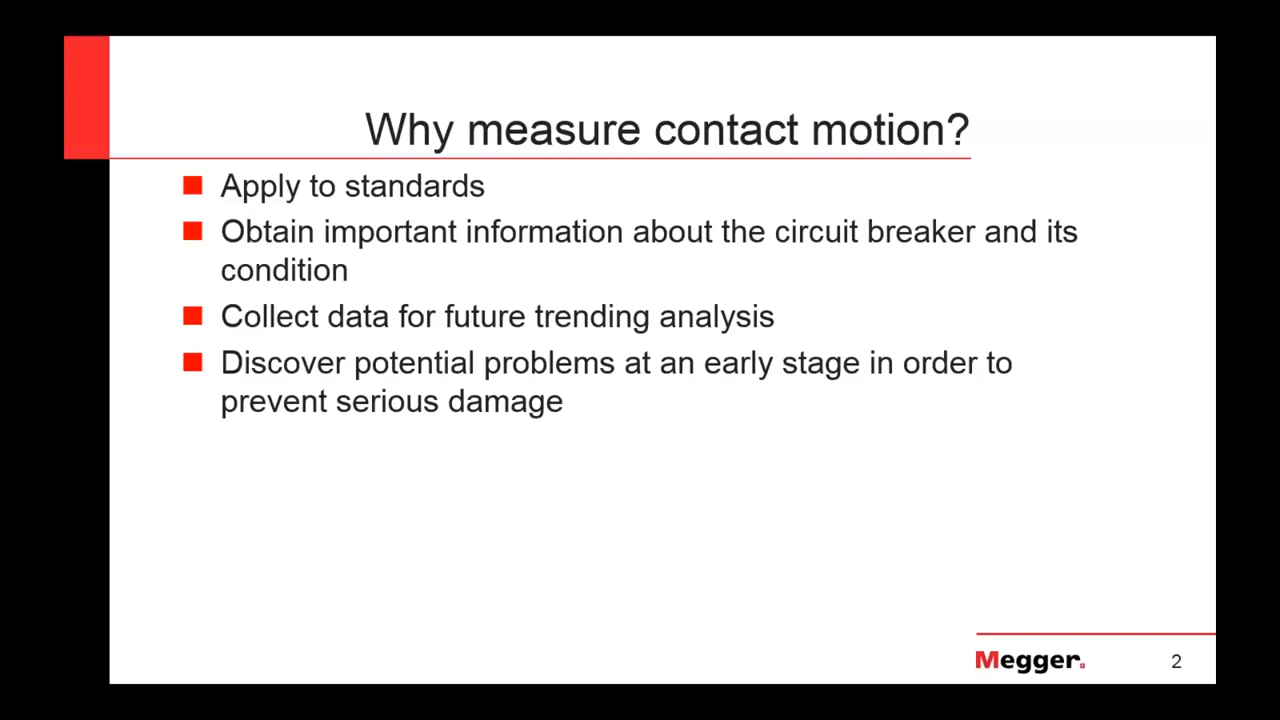 Why measure contact motion?
Apply to standards
Obtain important information about the circuit breaker and its
condition
Collect data for future trending analysis
Discover potential problems at an early stage in order to
prevent serious damage
Megger.
2